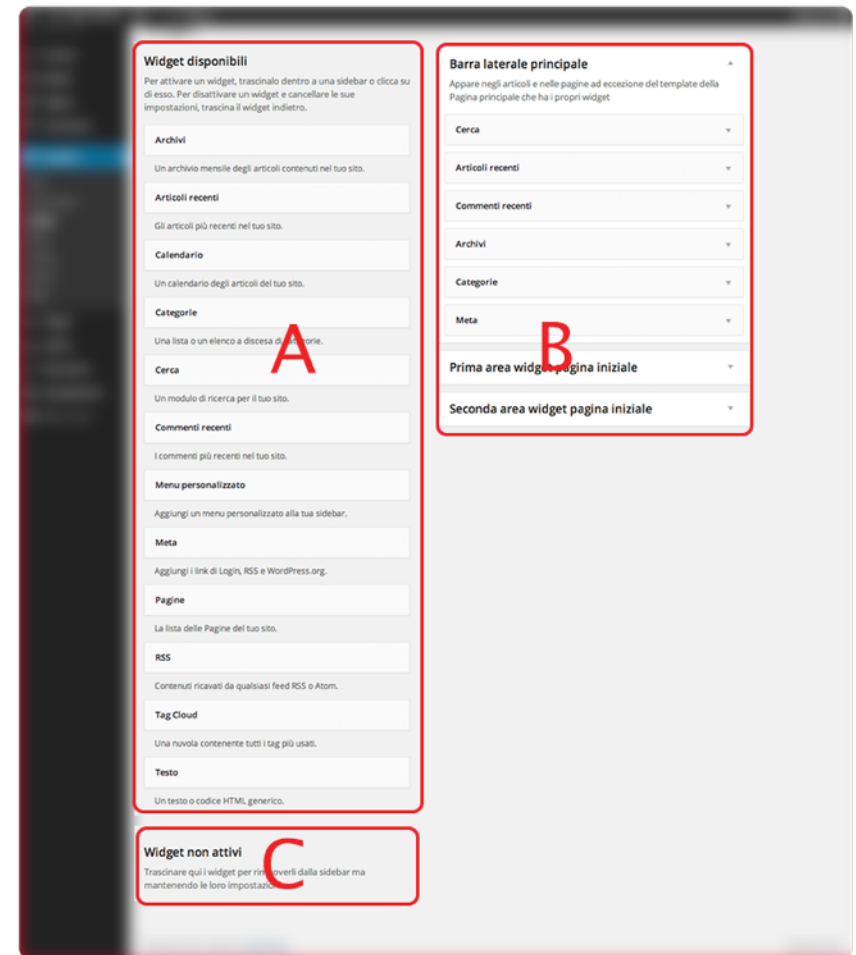 Widget disponibili
Per attivare un widget, trascinalo dentro a una sidebar o clicca su
di esso. Per disattivare un widget e cancellare le sue
impostazioni, trascina il widget indietro.
Archivi
Un archivio mensile degli articoli contenuti nel tuo sito.
Articoli recenti
Gli articoli più recenti nel tuo sito.
Calendario
Un calendario degli articoli del tuo sito.
Categorie
Una lista o un elenco a discesa di categorie.
A
Cerca
Un modulo di ricerca per il tuo sito.
Commenti recenti
I commenti più recenti nel tuo sito.
Menu personalizzato
Aggiungi un menu personalizzato alla tua sidebar.
Meta
Aggiungi i link di Login, RSS e WordPress.org.
Pagine
La lista delle Pagine del tuo sito.
RSS
Contenuti ricavati da qualsiasi feed RSS o Atom.
Tag Cloud
Una nuvola contenente tutti i tag più usati.
Testo
Un testo o codice HTML generico.
Barra laterale principale
Appare negli articoli e nelle pagine ad eccezione del template della
Pagina principale che ha i propri widget
Cerca
Articoli recenti
Commenti recenti
Archivi
Categorie
Meta
B
Prima area widget pagina iniziale
Seconda area widget pagina iniziale
Widget non attivi
C
Trascinare qui i widget per rimuoverli dalla sidebar ma
mantenendo le loro impostazioni.